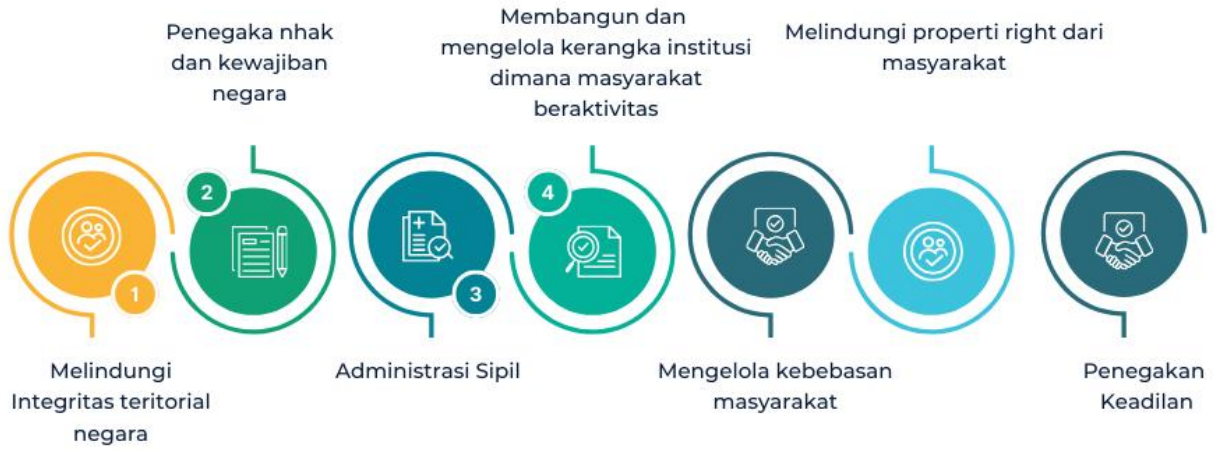 Melindungi
Integritas teritorial
negara
1
Penegaka nhak
dan kewajiban
negara
2
Administrasi Sipil
3
Membangun dan
mengelola kerangka institusi
dimana masyarakat
beraktivitas
4
Mengelola kebebasan
masyarakat
Melindungi properti right dari
masyarakat
Penegakan
Keadilan